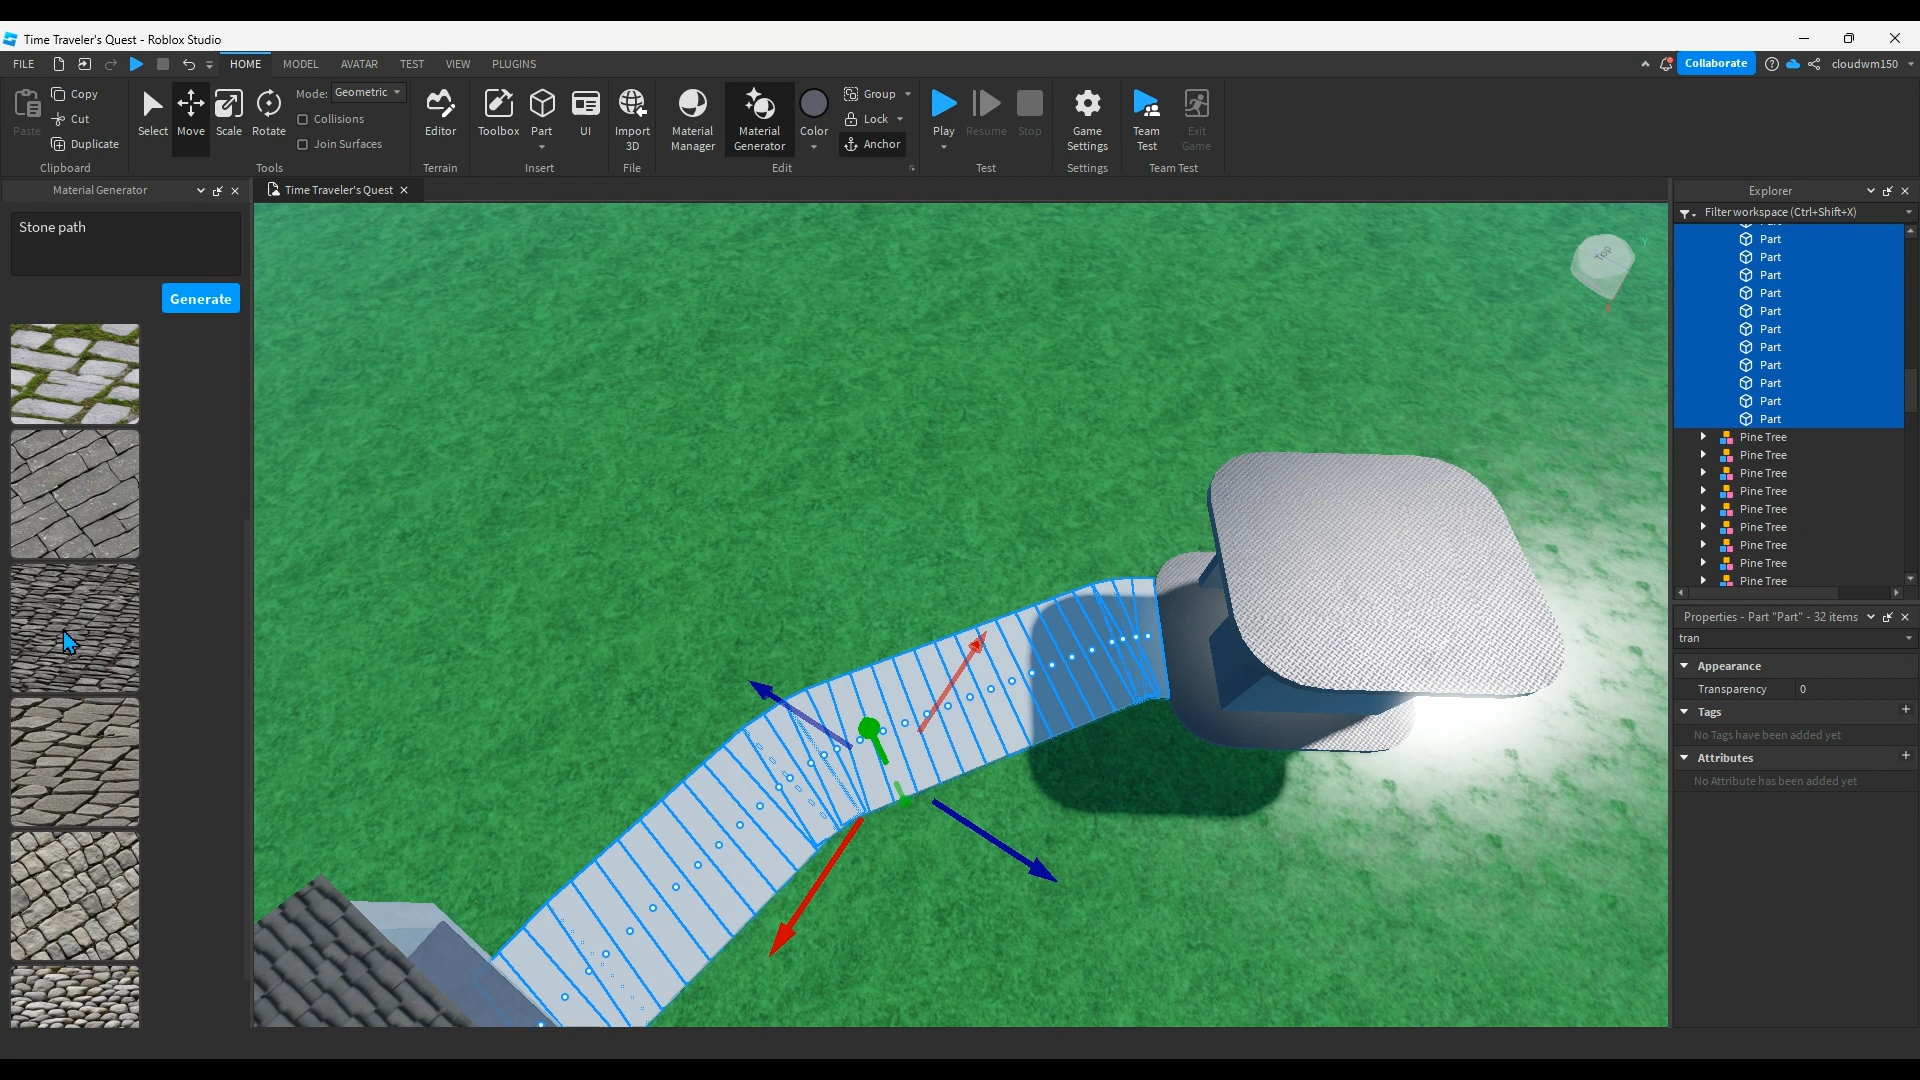 Time Traveler's Quest - Roblox Studio
FILE
HOME
MODEL
AVATAR
TEST
VIEW
PLUGINS
Collaborate
cloudwm150
Paste
Copy
Cut
Duplicate
Clipboard
Select
Move
Scale
Rotate
Mode: Geometric
Collisions
Join Surfaces
Tools
Editor
Terrain
Toolbox
Part
UI
Insert
Import
3D
File
Material
Manager
Material
Generator
Color
Group
Lock
Anchor
Edit
Play
Resume
Stop
Test
Game
Settings
Settings
Team
Test
Exit
Game
Team Test
Material Generator
Time Traveler's Quest
Explorer
Stone path
Generate
Top
Y
Filter workspace (Ctrl+Shift+X)
Part
Part
Part
Part
Part
Part
Part
Part
Part
Part
Part
Pine Tree
Pine Tree
Pine Tree
Pine Tree
Pine Tree
Pine Tree
Pine Tree
Pine Tree
Pine Tree
Properties - Part "Part" - 32 items
tran
Appearance
Transparency 0
Tags
No Tags have been added yet
Attributes
No Attribute has been added yet